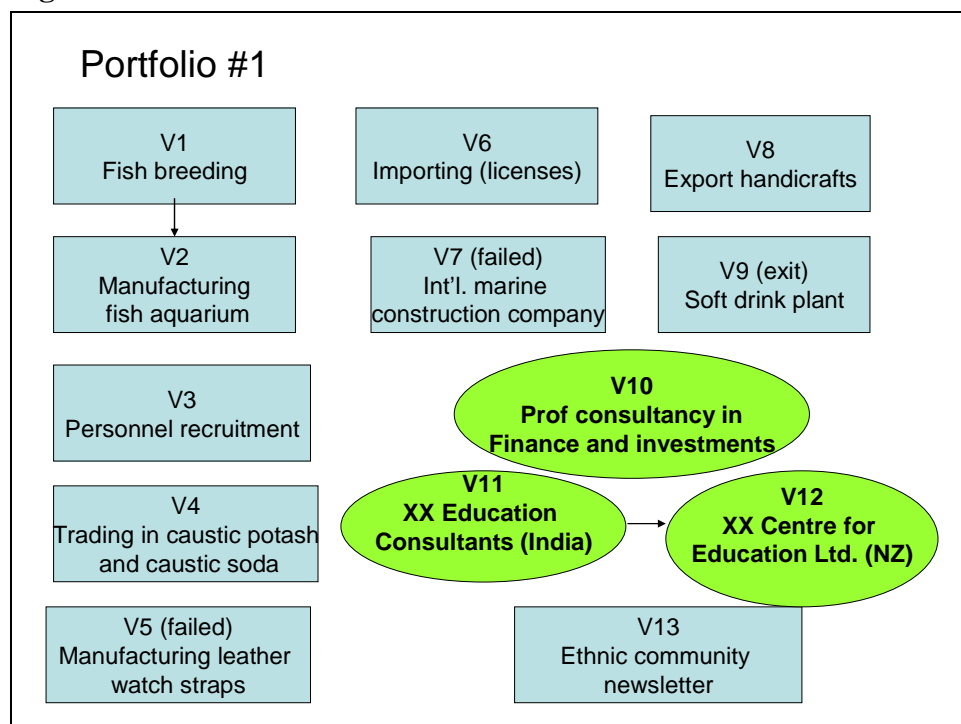 Portfolio #1
V1
Fish breeding
V2
Manufacturing
fish aquarium
V3
Personnel recruitment
V4
Trading in caustic potash
and caustic soda
V5 (failed)
Manufacturing leather
watch straps
V6
Importing (licenses)
V7 (failed)
Int’l. marine
construction company
V8
Export handicrafts
V9 (exit)
Soft drink plant
V10
Prof consultancy in
Finance and investments
V11
XX Education
Consultants (India)
V12
XX Centre for
Education Ltd. (NZ)
V13
Ethnic community
newsletter